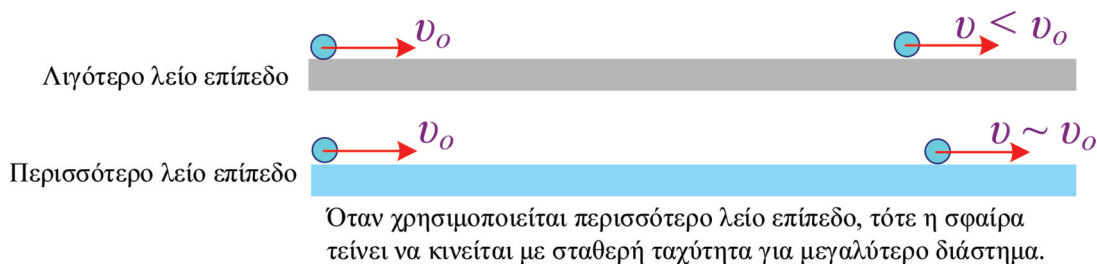 υₒ
υ < υₒ
Λιγότερο λείο επίπεδο
υₒ
υ ~ υₒ
Περισσότερο λείο επίπεδο
Όταν χρησιμοποιείται περισσότερο λείο επίπεδο, τότε η σφαίρα
τείνει να κινείται με σταθερή ταχύτητα για μεγαλύτερο διάστημα.